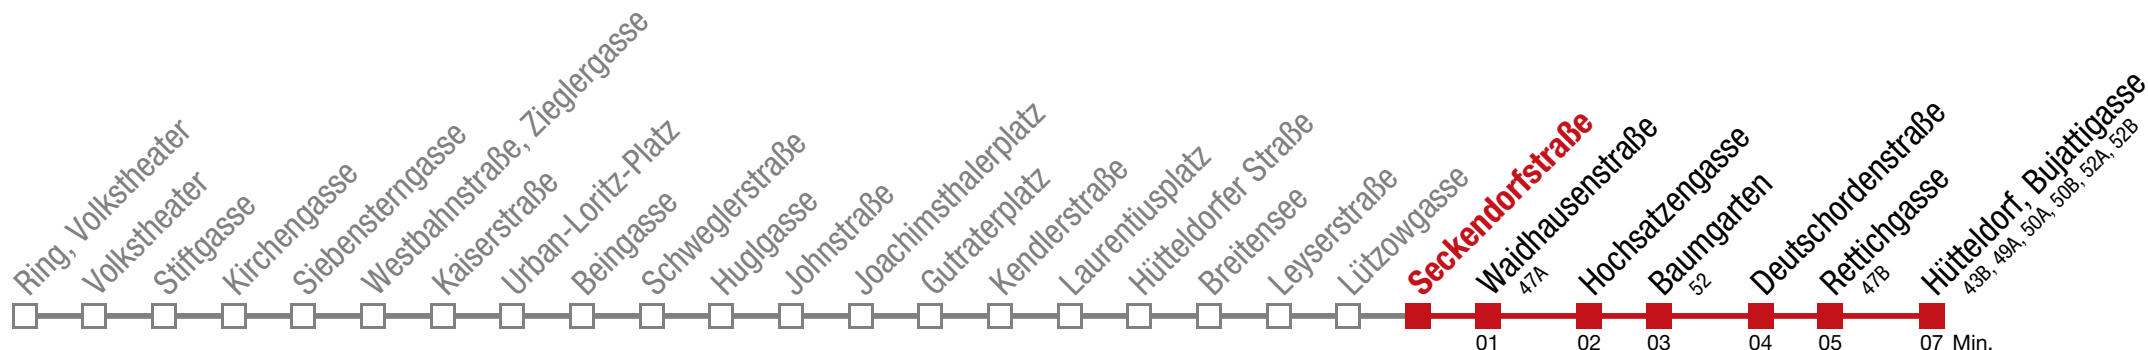 Ring, Volkstheater
Volkstheater
Stiftgasse
Kirchengasse
Siebensterngasse
Westbahnstraße, Zieglergasse
Kaiserstraße
Urban-Loritz-Platz
Beingasse
Schweglerstraße
Huglgasse
Johnstraße
Joachimsthalerplatz
Gutraterplatz
Kendlerstraße
Laurentiusplatz
Hütteldorfer Straße
Breitensee
Leyserstraße
Lützowgasse
Seckendorfstraße
Waidhausenstraße
47A
Hochsatzengasse
Baumgarten
52
Deutschordenstraße
Rettichgasse
47B
Hütteldorf, Bujattigasse
43B, 49A, 50A, 50B, 52A, 52B
01 02 03 04 05 07 Min.